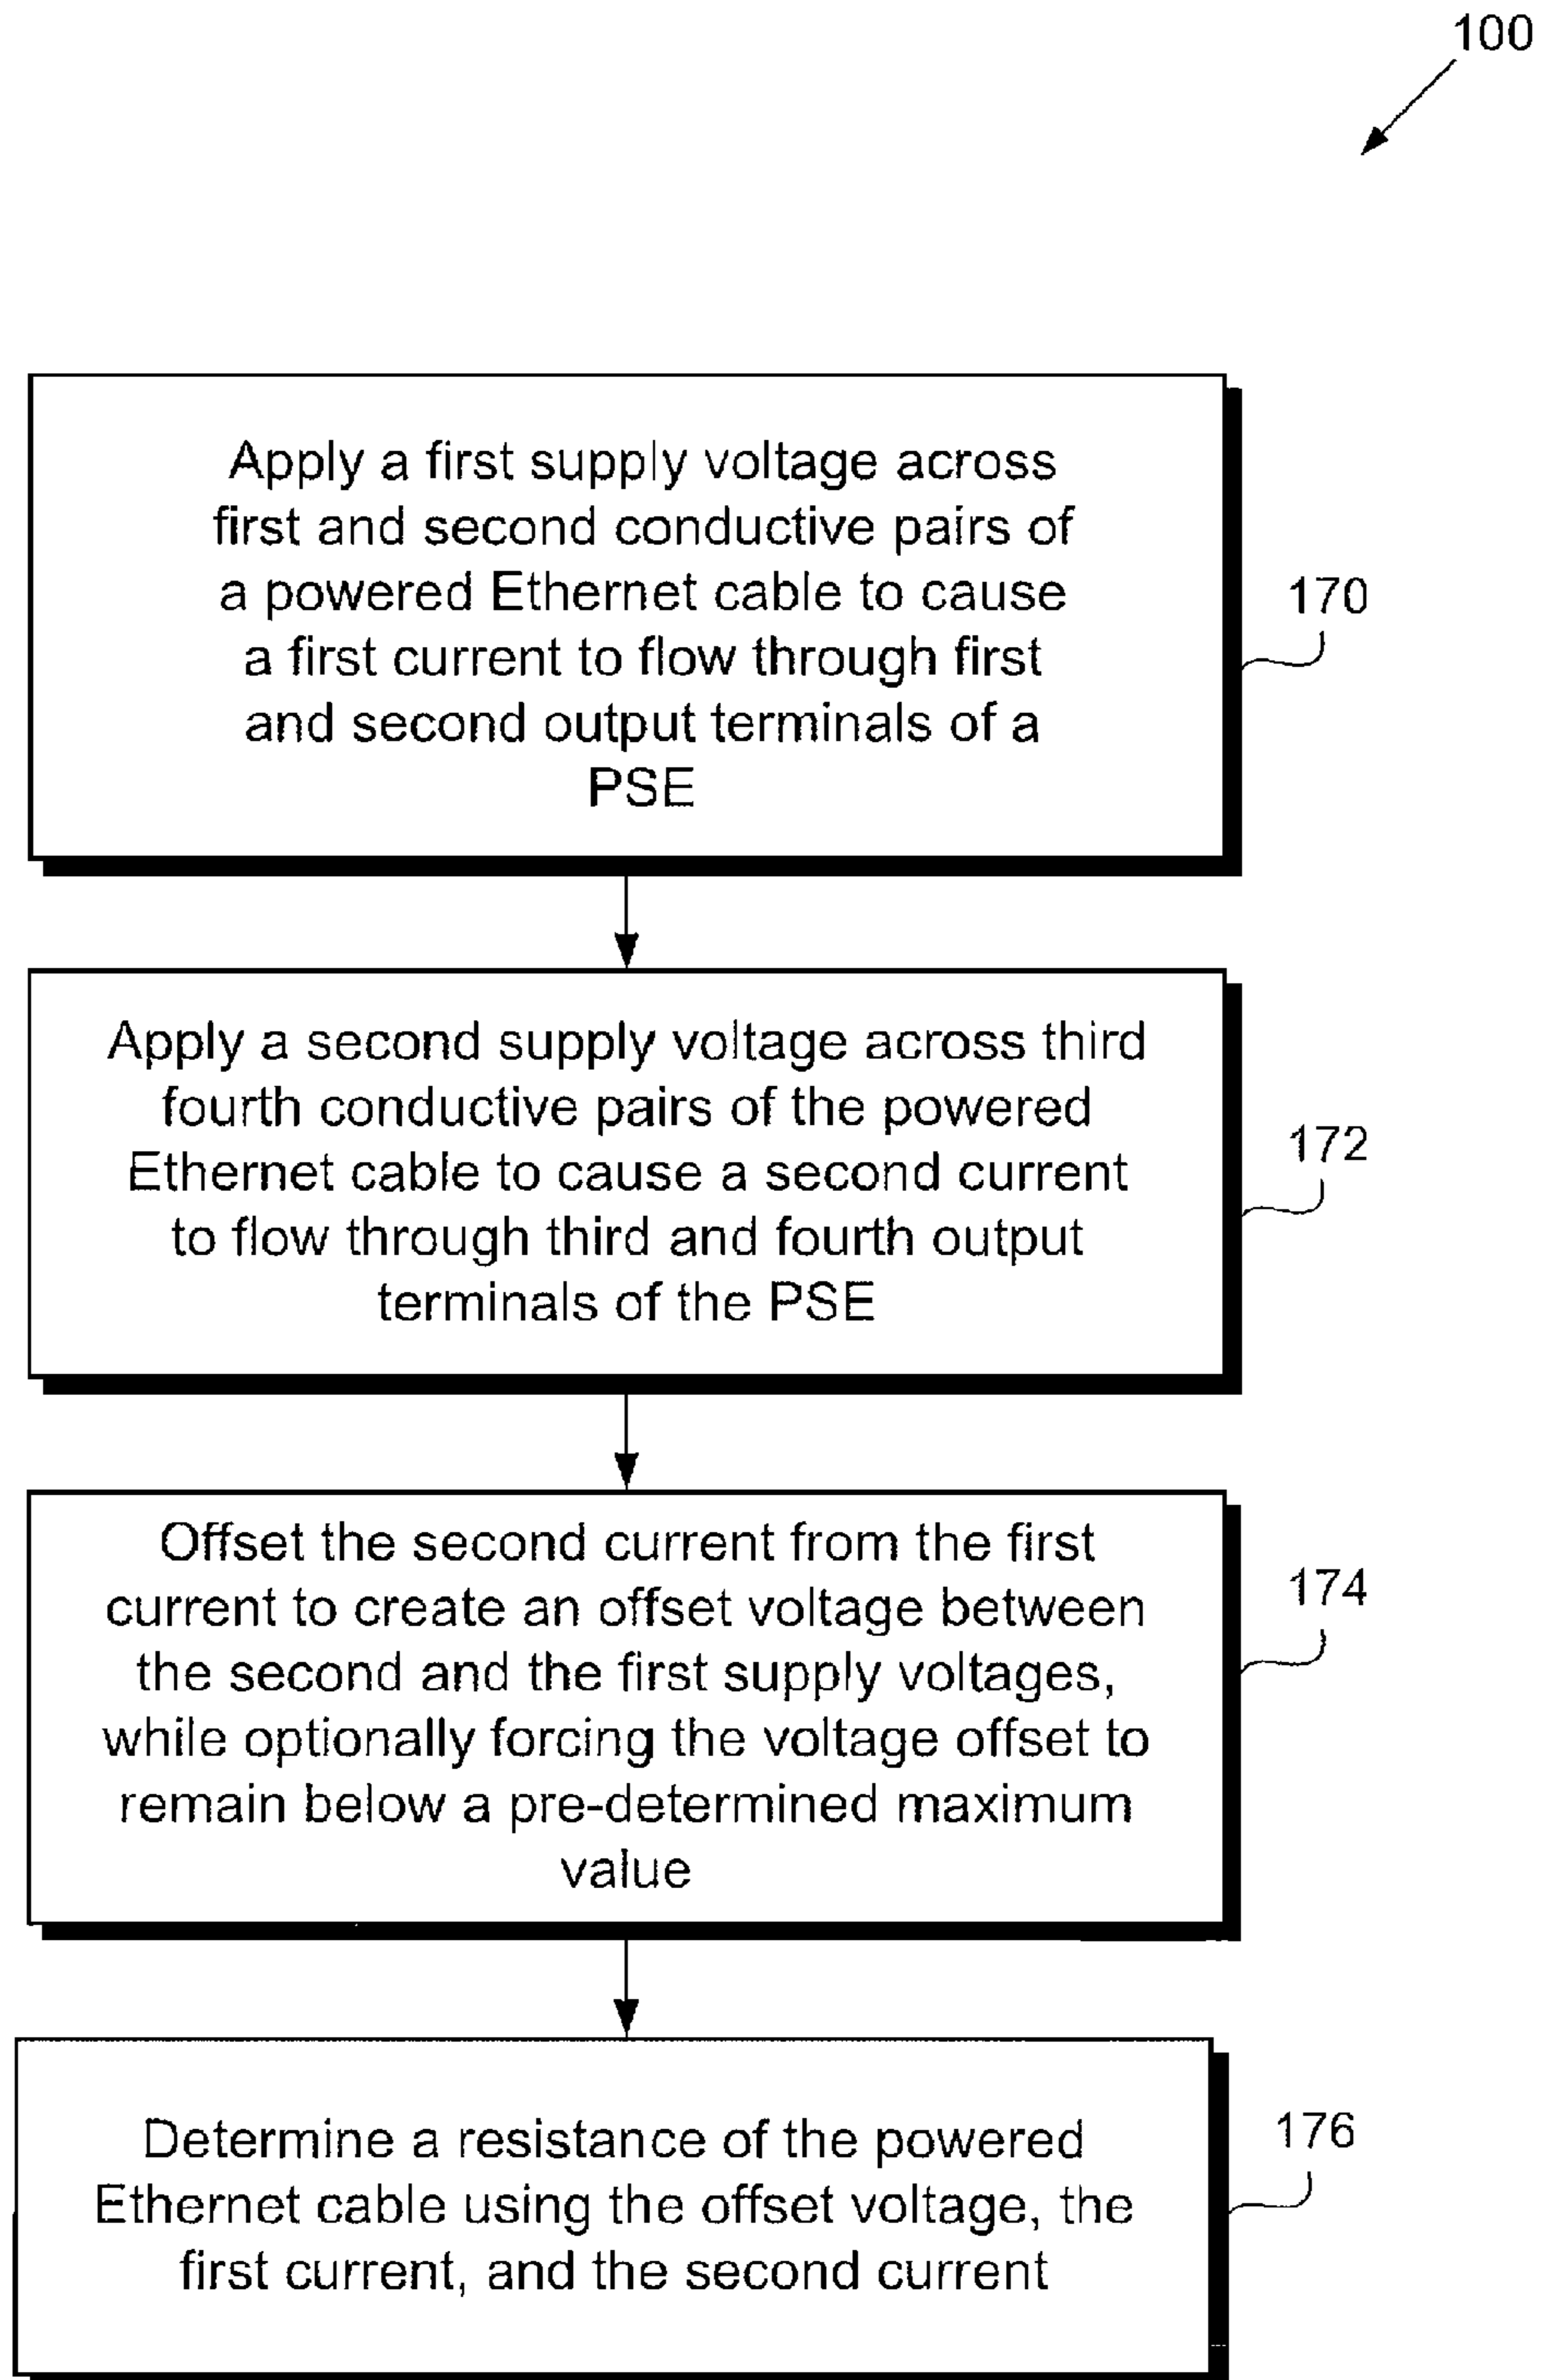 100
Apply a first supply voltage across
first and second conductive pairs of
a powered Ethernet cable to cause
a first current to flow through first
and second output terminals of a
PSE
170
Apply a second supply voltage across third
fourth conductive pairs of the powered
Ethernet cable to cause a second current
to flow through third and fourth output
terminals of the PSE
172
Offset the second current from the first
current to create an offset voltage between
the second and the first supply voltages,
while optionally forcing the voltage offset to
remain below a pre-determined maximum
value
174
Determine a resistance of the powered
Ethernet cable using the offset voltage, the
first current, and the second current
176